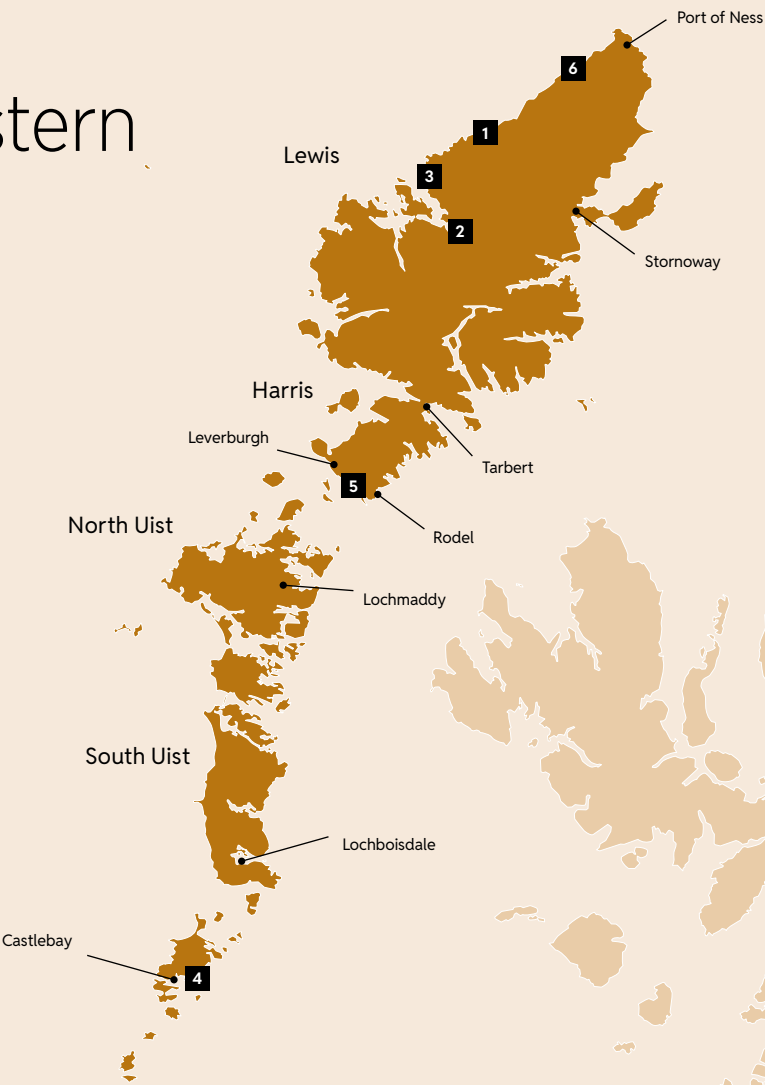 Port of Ness
6
stern
1
Lewis
3
2
Stornoway
Harris
Leverburgh
Tarbert
5
North Uist
Rodel
Lochmaddy
South Uist
Lochboisdale
Castlebay
4